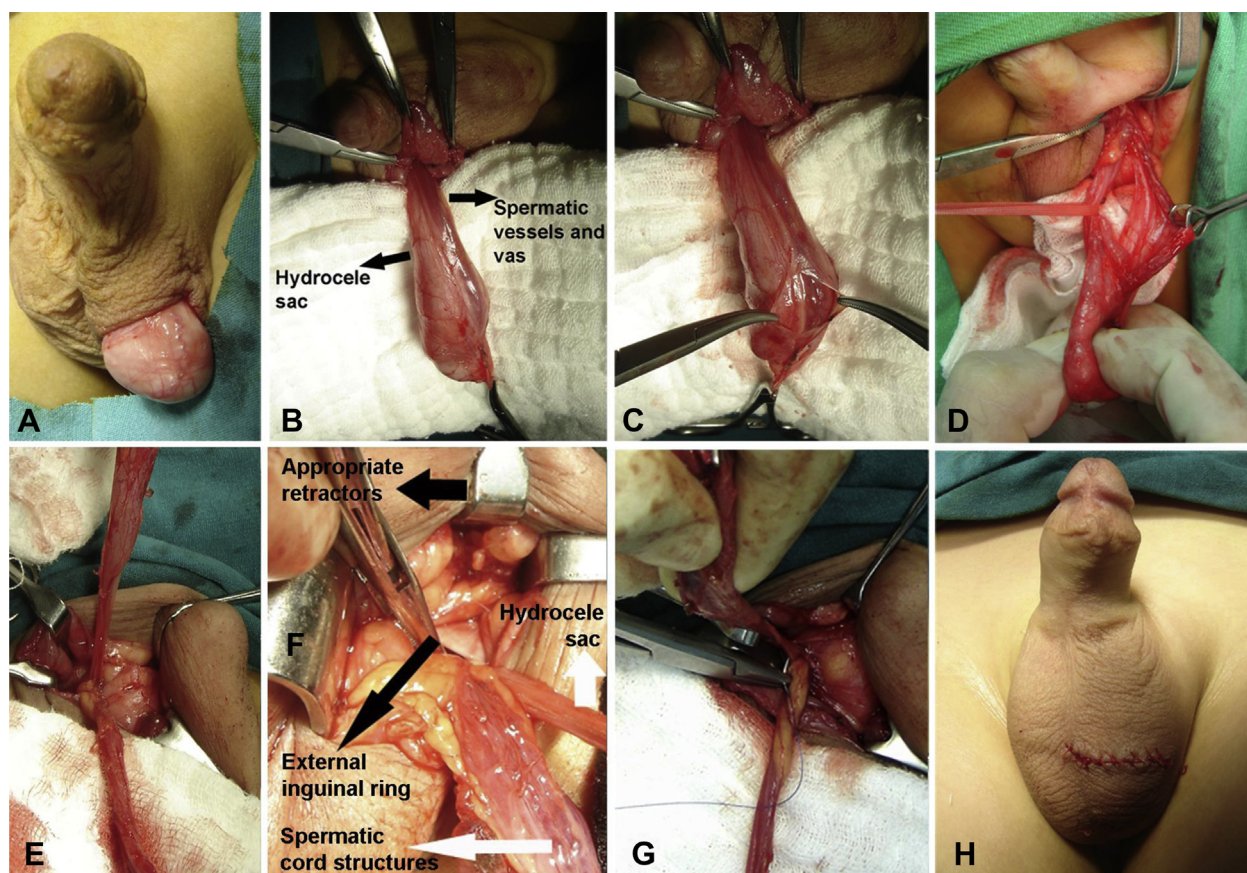 A
B
Spermatic
vessels and
vas
Hydrocele
sac
C
D
E
Appropriate
retractors
F
Hydrocele
sac
External
inguinal ring
Spermatic
cord structures
G
H